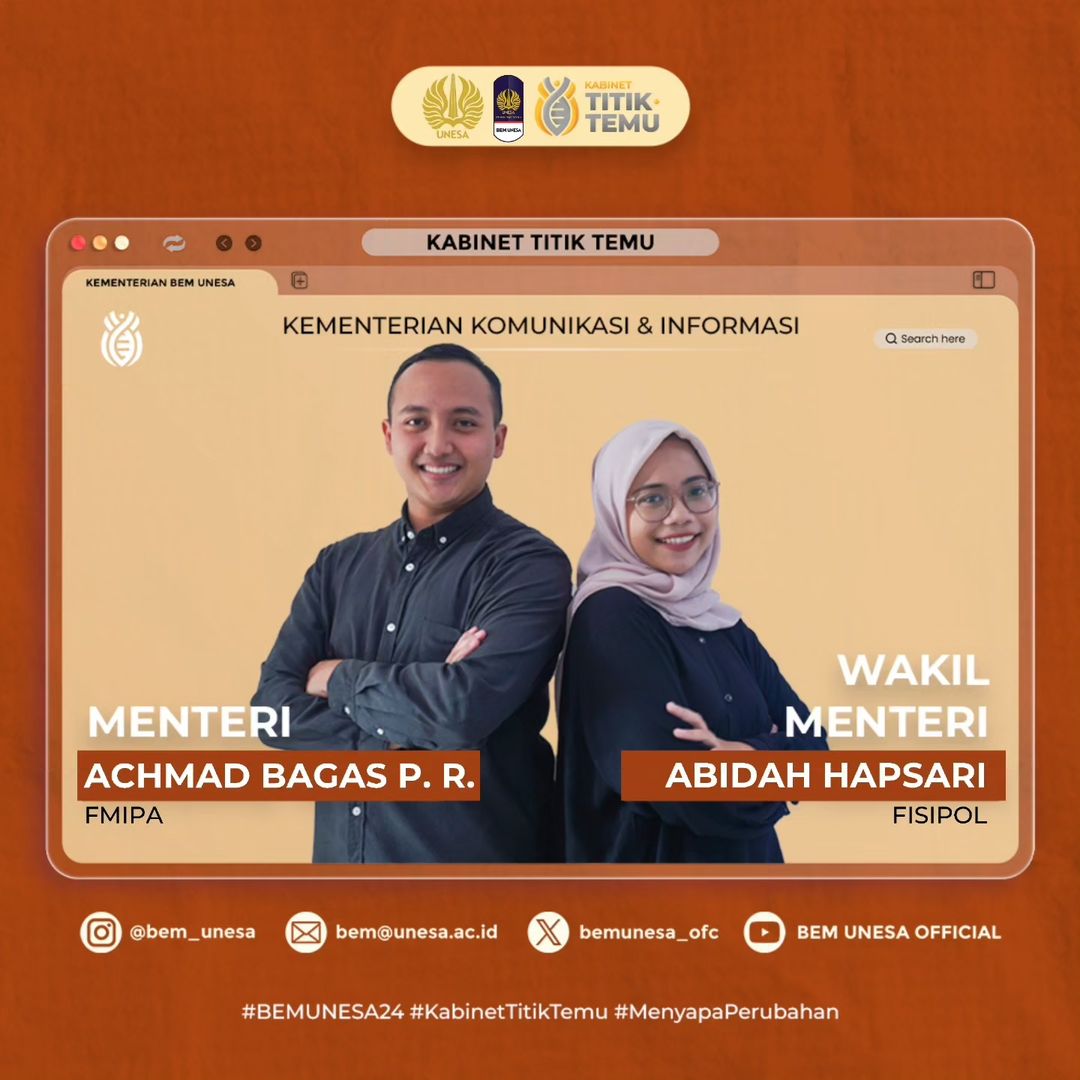 UNESA
BEM UNESA
KABINET
TITIK
TEMU
KABINET TITIK TEMU
KEMENTERIAN BEM UNESA
KEMENTERIAN KOMUNIKASI & INFORMASI
Search here
MENTERI
ACHMAD BAGAS P. R.
FMIPA
WAKIL
MENTERI
ABIDAH HAPSARI
FISIPOL
@bem_unesa
bem@unesa.ac.id
bemunesa_ofc
BEM UNESA OFFICIAL
#BEMUNESA24 #KabinetTitikTemu #MenyapaPerubahan